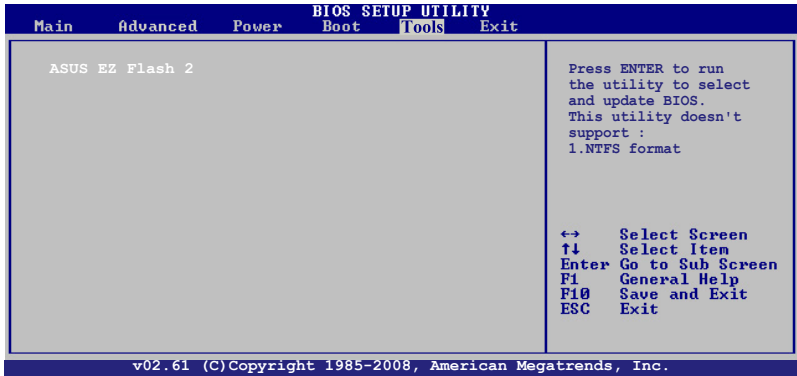 BIOS SETUP UTILITY
Main Advanced Power Boot Tools Exit
ASUS EZ Flash 2
Press ENTER to run
the utility to select
and update BIOS.
This utility doesn't
support :
1.NTFS format
←→ Select Screen
↑↓ Select Item
Enter Go to Sub Screen
F1 General Help
F10 Save and Exit
ESC Exit
v02.61 (C)Copyright 1985-2008, American Megatrends, Inc.